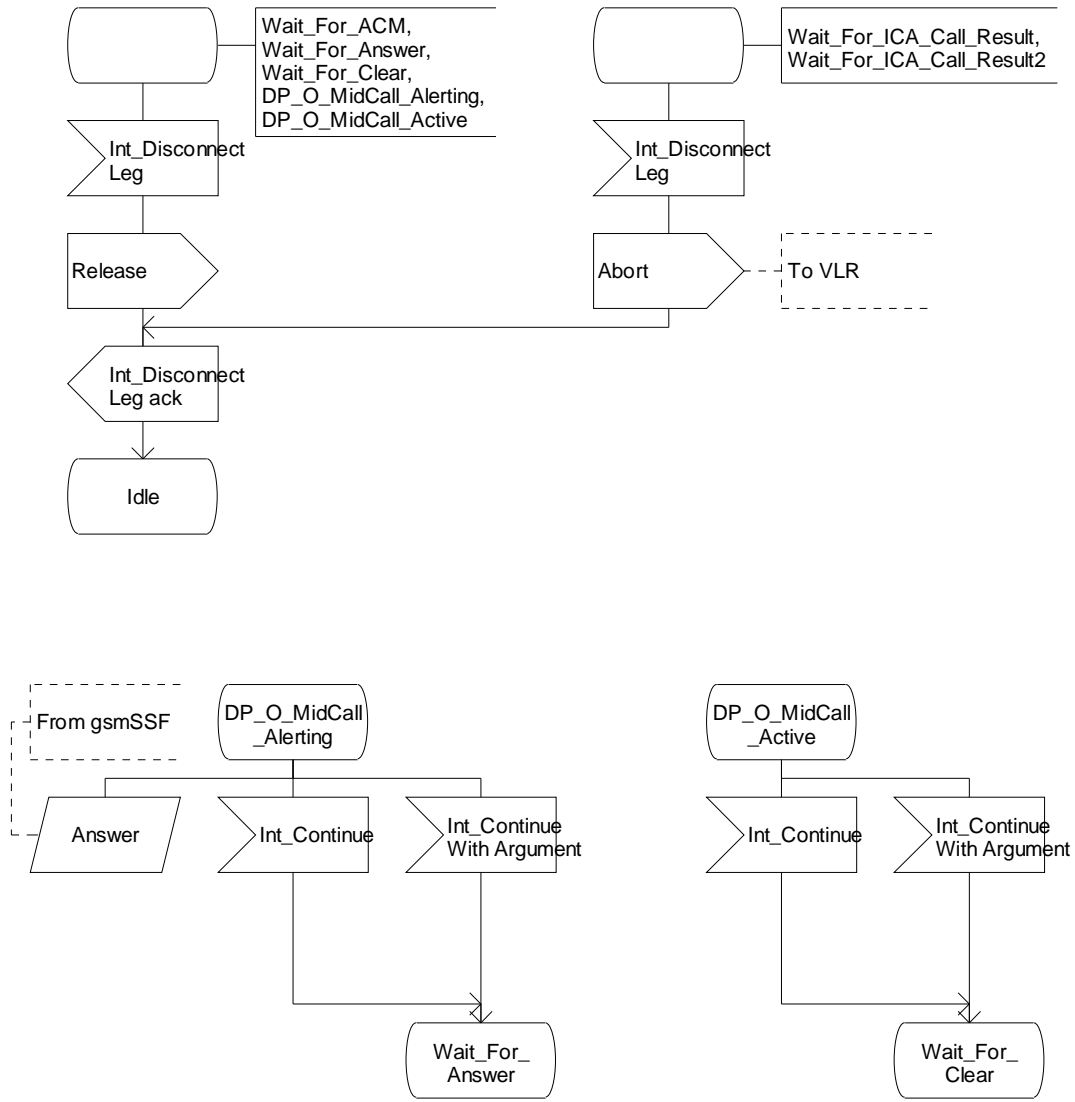 Wait_For_ACM,
Wait_For_Answer,
Wait_For_Clear,
DP_O_MidCall_Alerting,
DP_O_MidCall_Active
Wait_For_ICA_Call_Result,
Wait_For_ICA_Call_Result2
Int_Disconnect
Leg
Int_Disconnect
Leg
Release
Abort
To VLR
Int_Disconnect
Leg ack
Idle
From gsmSSF
DP_O_MidCall
_Alerting
DP_O_MidCall
_Active
Answer
Int_Continue
Int_Continue
With Argument
Int_Continue
Int_Continue
With Argument
Wait_For_
Answer
Wait_For_
Clear